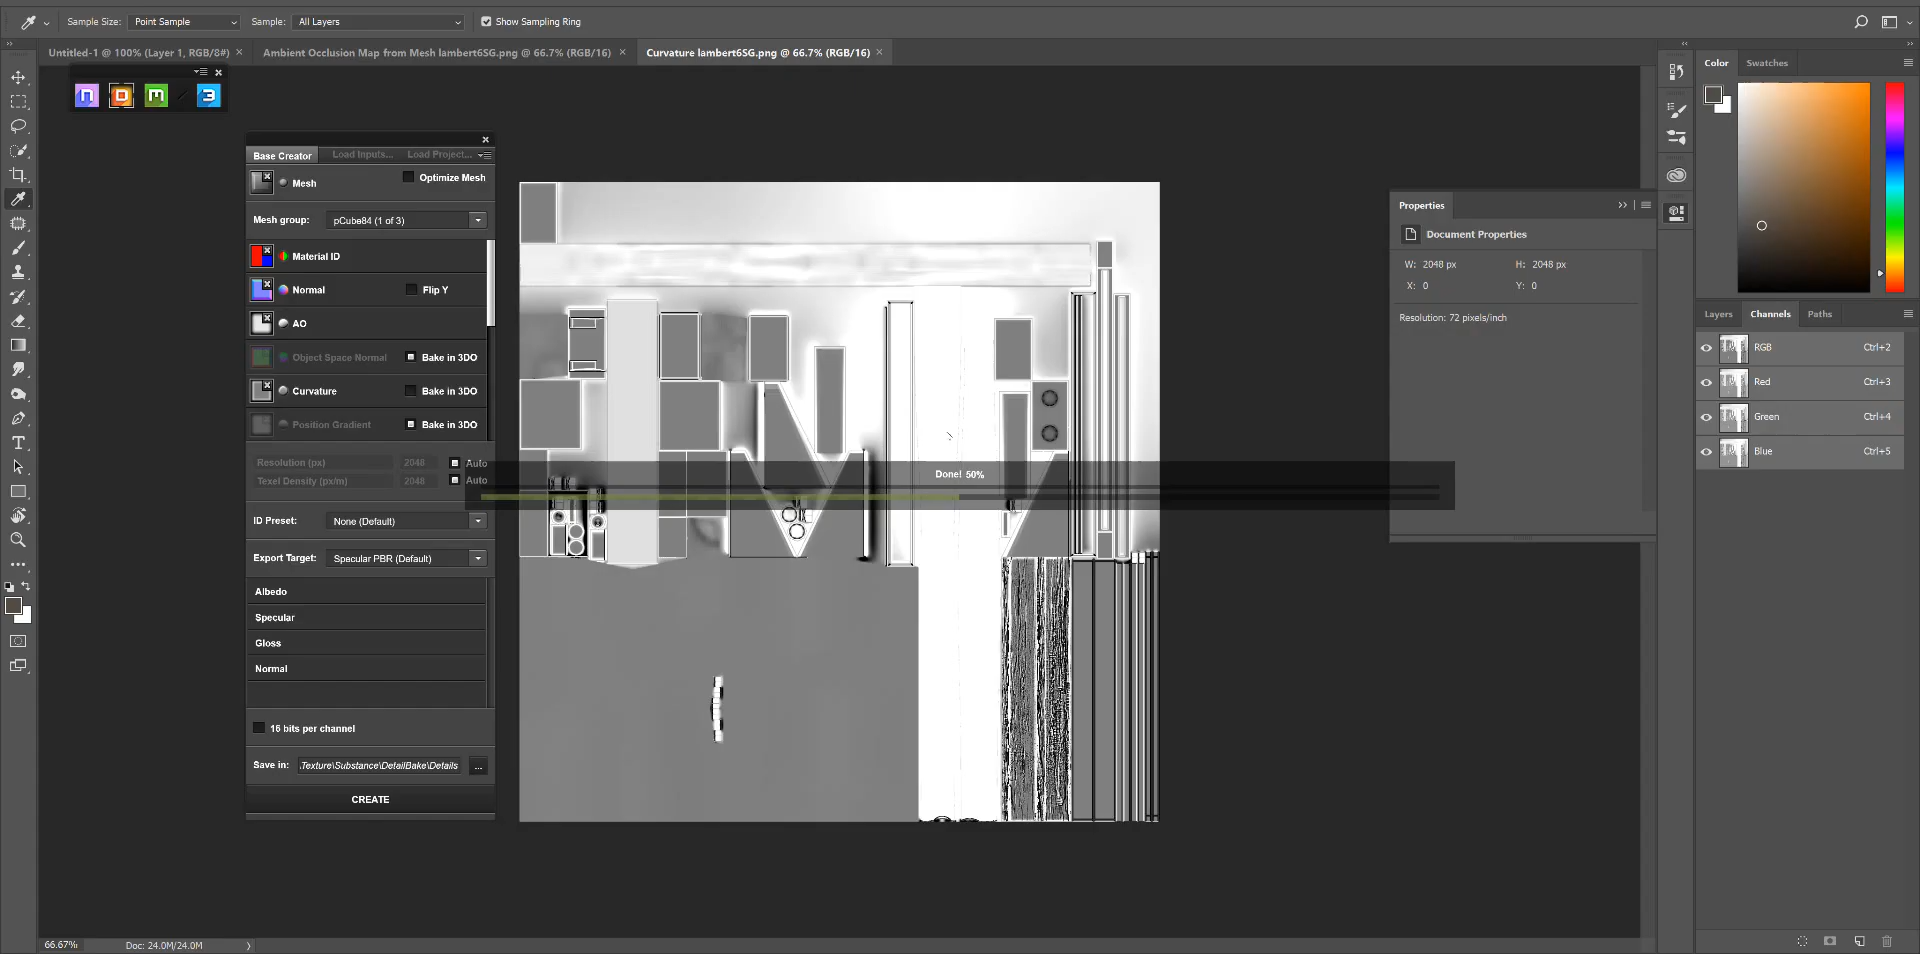 Sample Size: Point Sample Sample: All Layers Show Sampling Ring
Untitled-1 @ 100% (Layer 1, RGB/8#) Ambient Occlusion Map from Mesh lambert6SG.png @ 66.7% (RGB/16) Curvature lambert6SG.png @ 66.7% (RGB/16)
n D m 3
Base Creator Load Inputs... Load Project...
Mesh Optimize Mesh
Mesh group: pCube84 (1 of 3)
Material ID
Normal Flip Y
AO
Object Space Normal Bake in 3DO
Curvature Bake in 3DO
Position Gradient Bake in 3DO
Resolution (px) 2048 Auto
Texel Density (px/m) 2048 Auto
ID Preset: None (Default)
Export Target: Specular PBR (Default)
Albedo
Specular
Gloss
Normal
16 bits per channel
Save in: .Texture\Substance\DetailBake\Details ...
CREATE
Done! 50%
Properties
Document Properties
W: 2048 px H: 2048 px
X: 0 Y: 0
Resolution: 72 pixels/inch
Color Swatches
Layers Channels Paths
RGB Ctrl+2
Red Ctrl+3
Green Ctrl+4
Blue Ctrl+5
66.67% Doc: 24.0M/24.0M